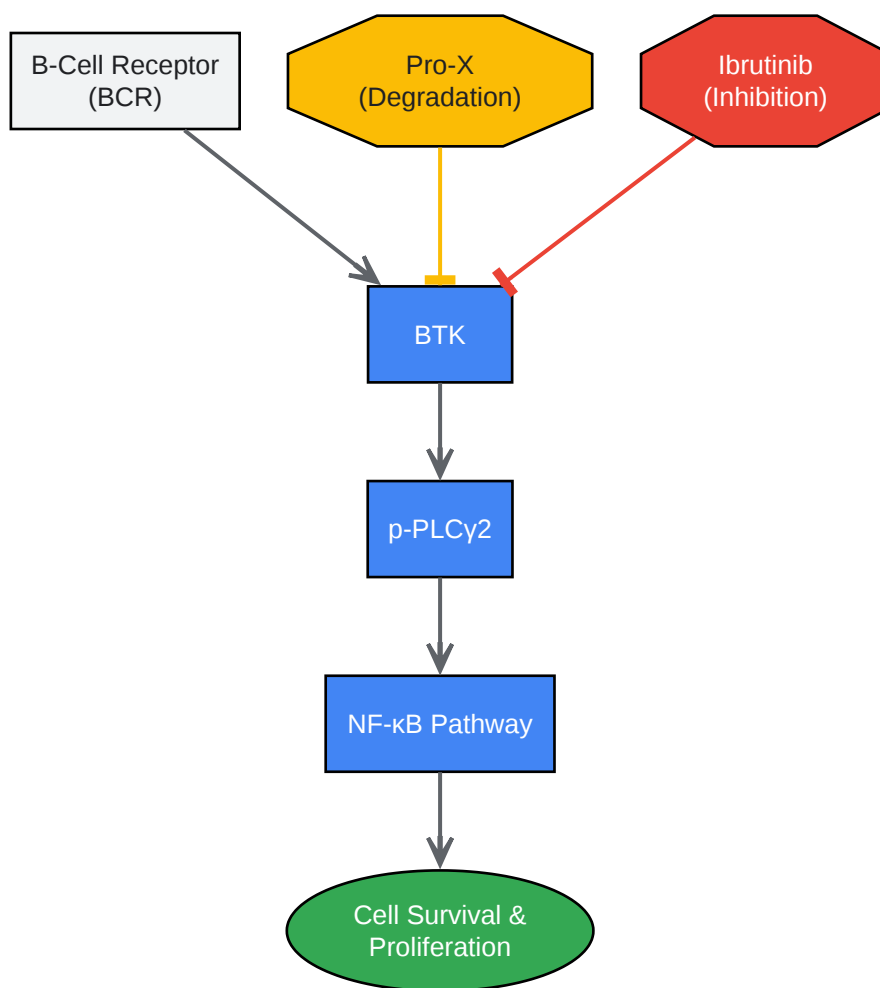 B-Cell Receptor
(BCR)
Pro-X
(Degradation)
Ibrutinib
(Inhibition)
BTK
p-PLCγ2
NF-κB Pathway
Cell Survival &
Proliferation